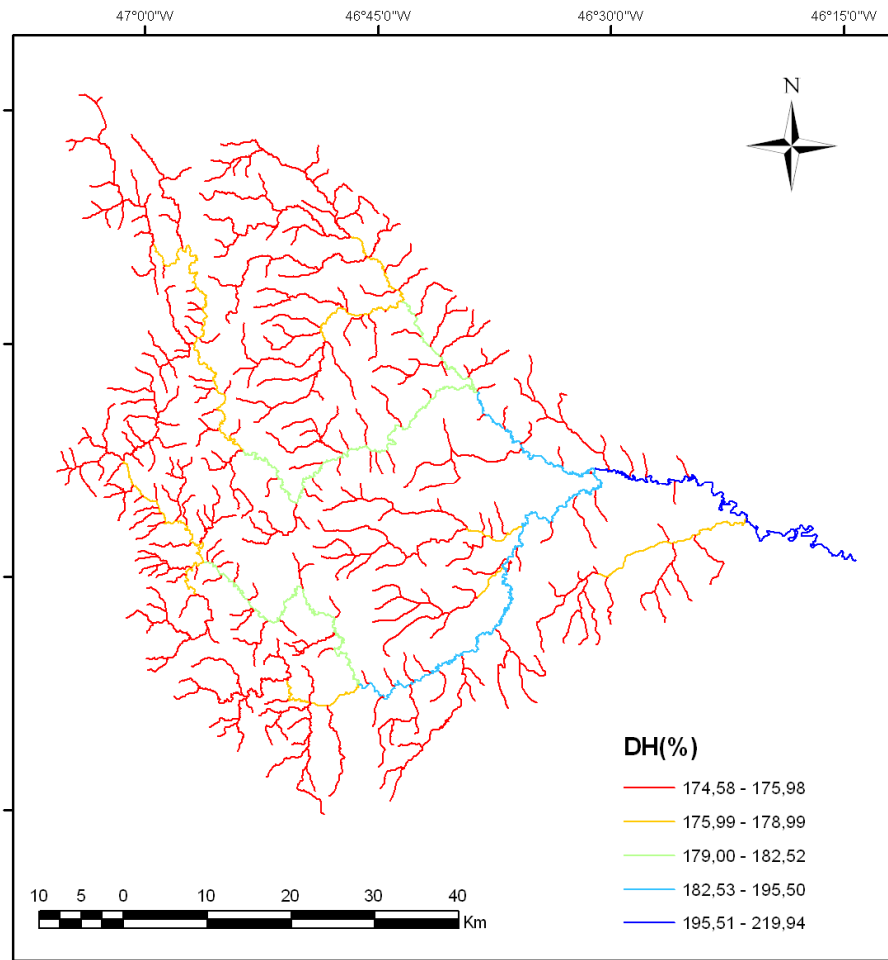 47°0'0"W 46°45'0"W 46°30'0"W 46°15'0"W
N
DH(%)
174,58 - 175,98
175,99 - 178,99
179,00 - 182,52
182,53 - 195,50
195,51 - 219,94
10 5 0 10 20 30 40
Km